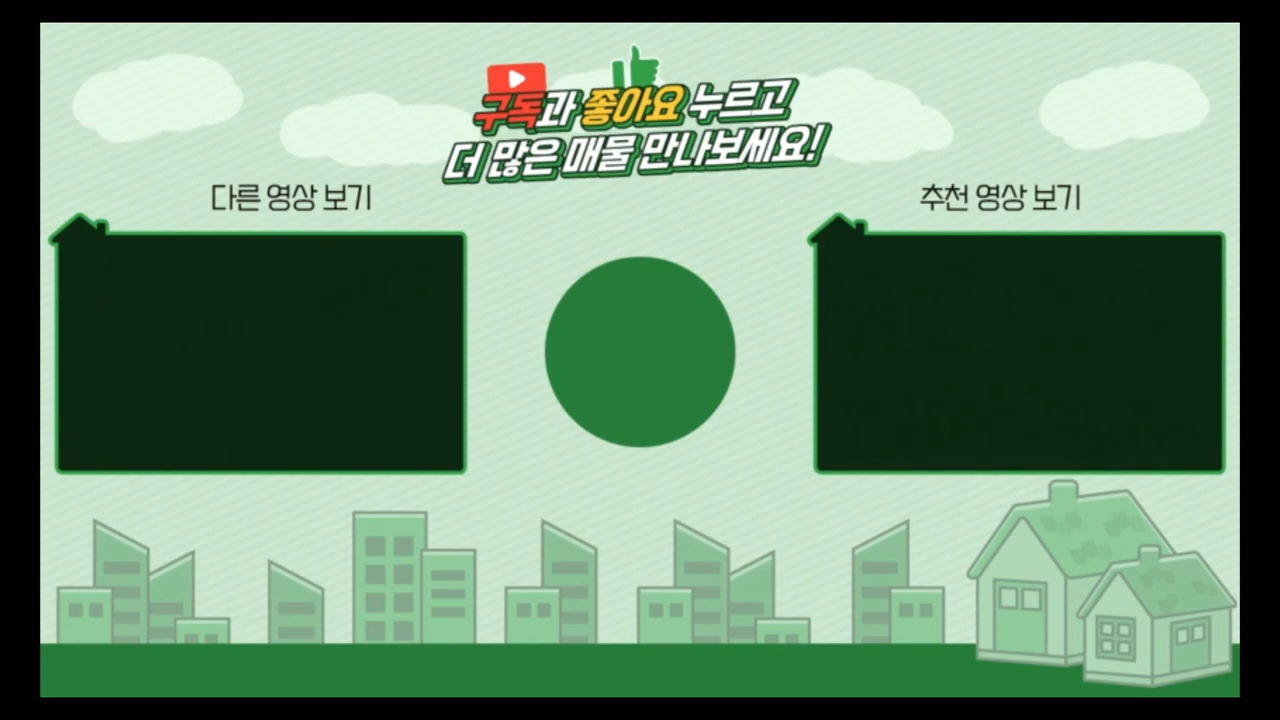 구독과 좋아요 누르고
더 많은 매물 만나보세요!
다른 영상 보기
추천 영상 보기